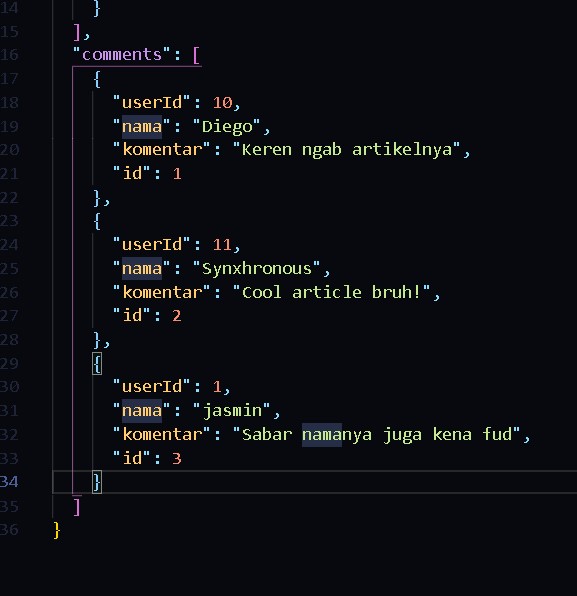 14 }
15 ],
16 "comments": [
17 {
18 "userId": 10,
19 "nama": "Diego",
20 "komentar": "Keren ngab artikelnya",
21 "id": 1
22 },
23 {
24 "userId": 11,
25 "nama": "Synxhronous",
26 "komentar": "Cool article bruh!",
27 "id": 2
28 },
29 {
30 "userId": 1,
31 "nama": "jasmin",
32 "komentar": "Sabar namanya juga kena fud",
33 "id": 3
34 }
35 ]
36 }